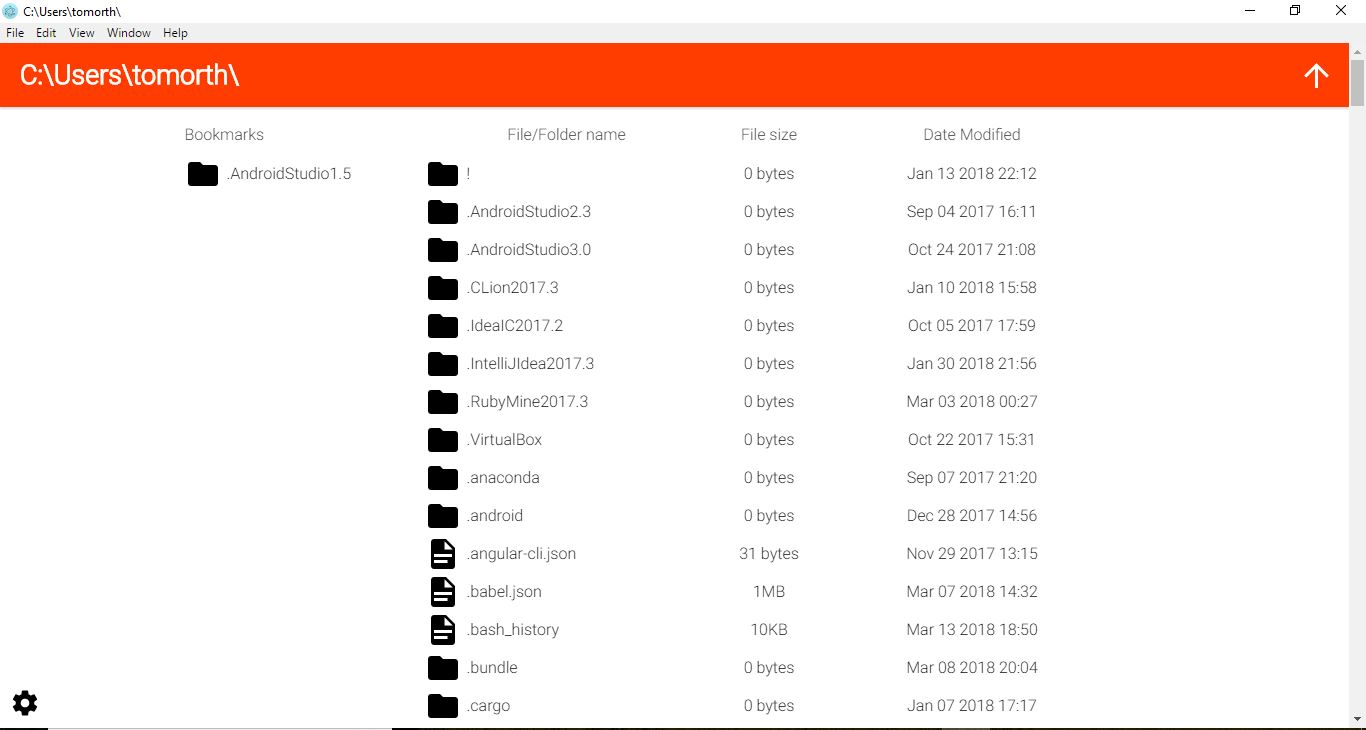 C:\Users\tomorth\
File Edit View Window Help
C:\Users\tomorth\
Bookmarks File/Folder name File size Date Modified
.AndroidStudio1.5 ! 0 bytes Jan 13 2018 22:12
.AndroidStudio2.3 0 bytes Sep 04 2017 16:11
.AndroidStudio3.0 0 bytes Oct 24 2017 21:08
.CLion2017.3 0 bytes Jan 10 2018 15:58
.IdeaIC2017.2 0 bytes Oct 05 2017 17:59
.IntelliJIdea2017.3 0 bytes Jan 30 2018 21:56
.RubyMine2017.3 0 bytes Mar 03 2018 00:27
.VirtualBox 0 bytes Oct 22 2017 15:31
.anaconda 0 bytes Sep 07 2017 21:20
.android 0 bytes Dec 28 2017 14:56
.angular-cli.json 31 bytes Nov 29 2017 13:15
.babel.json 1MB Mar 07 2018 14:32
.bash_history 10KB Mar 13 2018 18:50
.bundle 0 bytes Mar 08 2018 20:04
.cargo 0 bytes Jan 07 2018 17:17